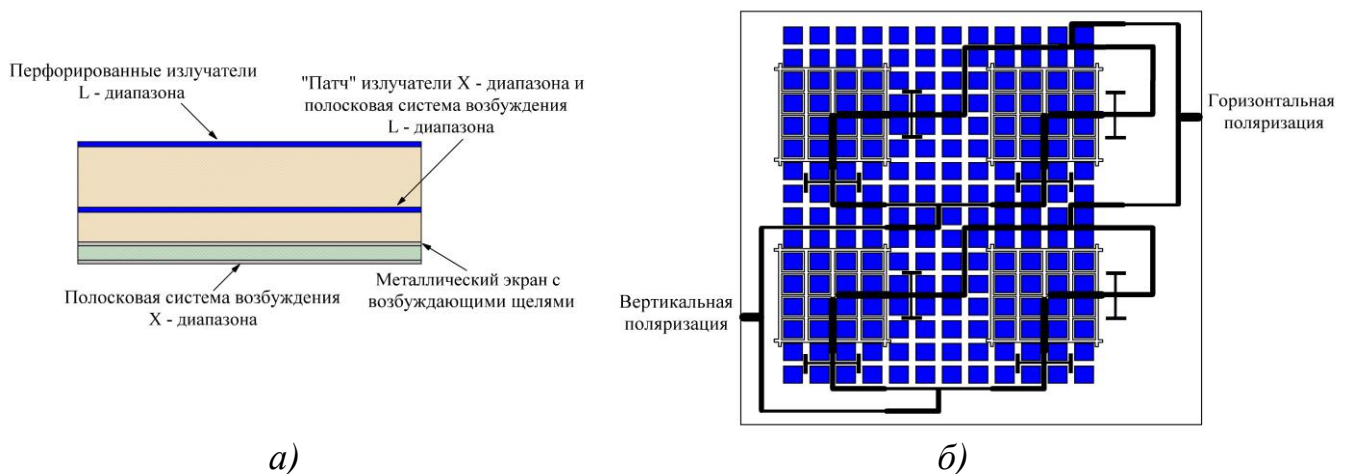 Перфорированные излучатели
L - диапазона
"Патч" излучатели X - диапазона и
полосковая система возбуждения
L - диапазона
Металлический экран с
возбуждающими щелями
Полосковая система возбуждения
X - диапазона
а)
Горизонтальная
поляризация
Вертикальная
поляризация
б)